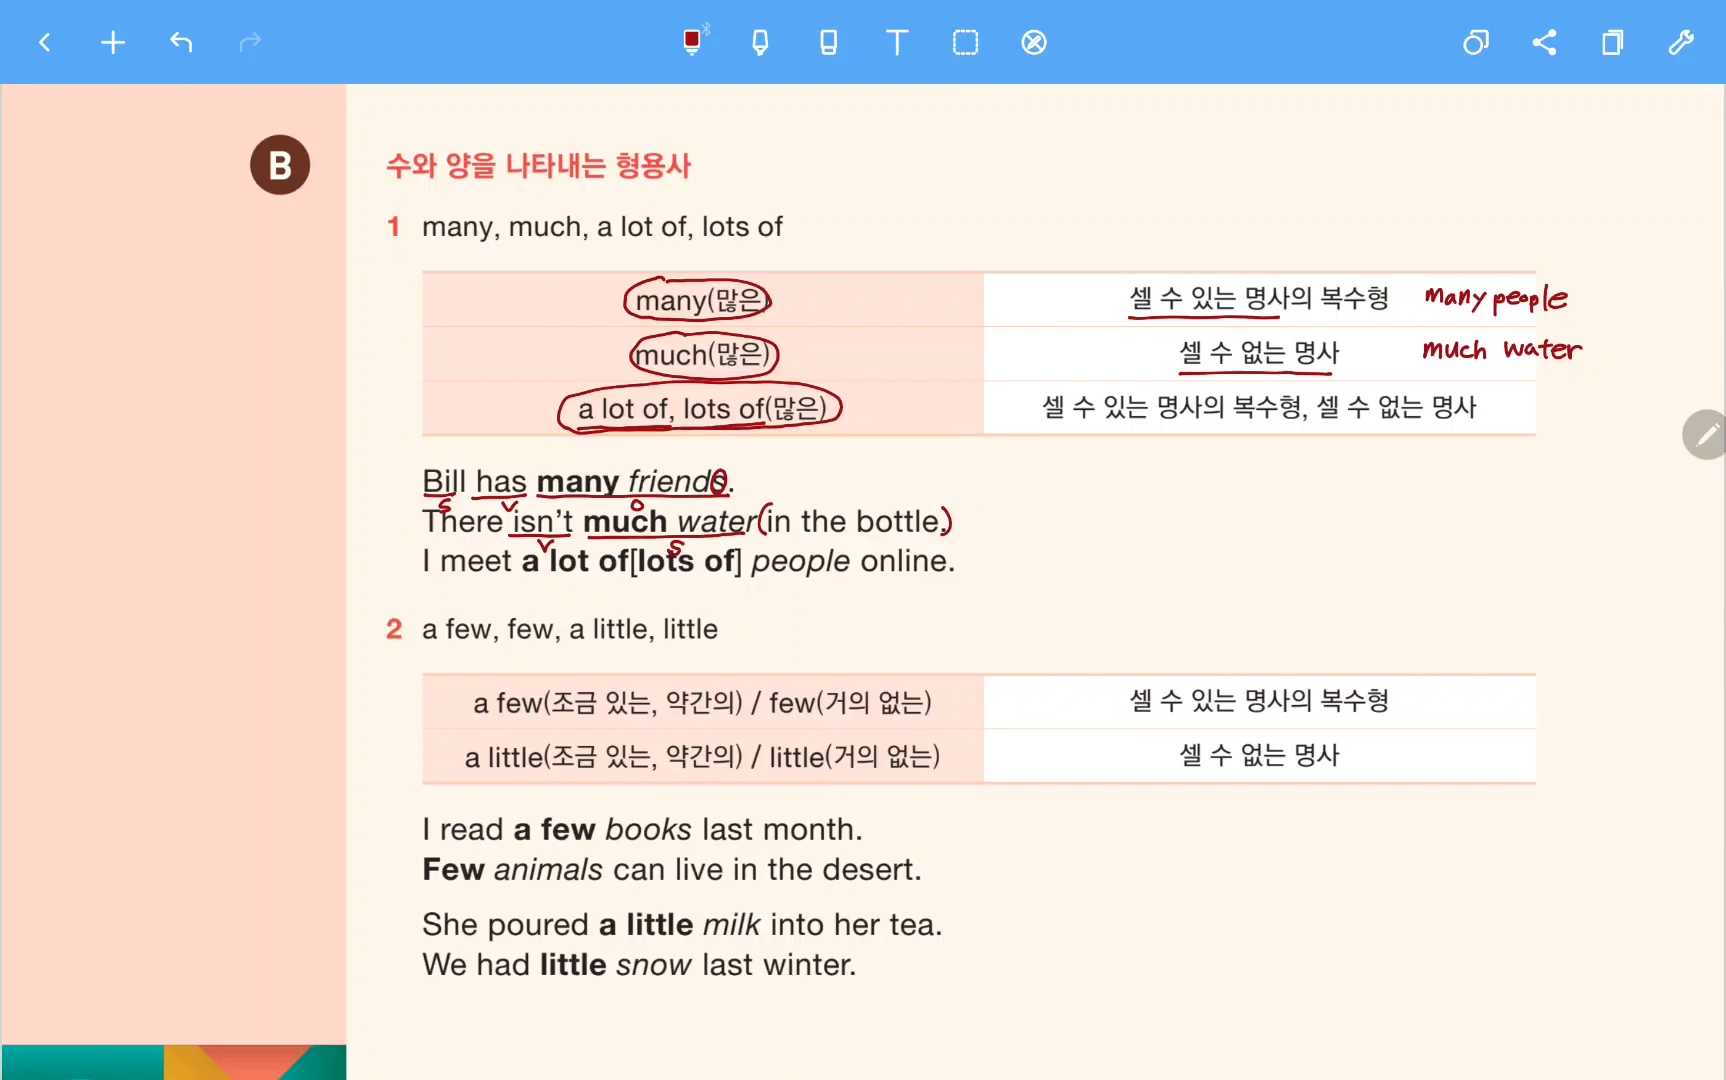 B
수와 양을 나타내는 형용사
1 many, much, a lot of, lots of
many(많은) 셀 수 있는 명사의 복수형 many people
much(많은) 셀 수 없는 명사 much water
a lot of, lots of(많은) 셀 수 있는 명사의 복수형, 셀 수 없는 명사
Bill has many friends.
s v o
There isn't much water (in the bottle.)
v s
I meet a lot of[lots of] people online.
2 a few, few, a little, little
a few(조금 있는, 약간의) / few(거의 없는) 셀 수 있는 명사의 복수형
a little(조금 있는, 약간의) / little(거의 없는) 셀 수 없는 명사
I read a few books last month.
Few animals can live in the desert.
She poured a little milk into her tea.
We had little snow last winter.